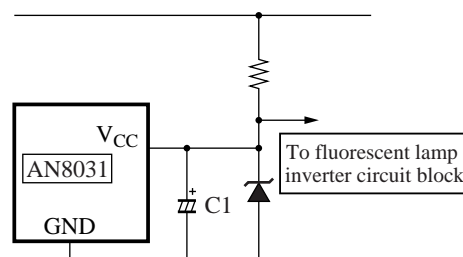 VCC
AN8031
+
C1
GND
To fluorescent lamp
inverter circuit block